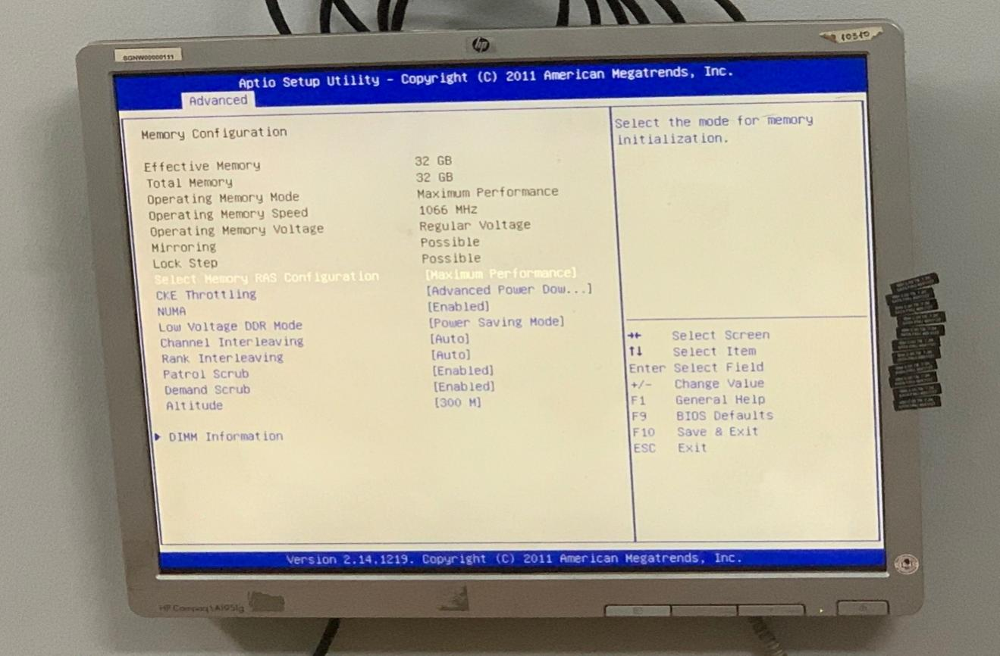 SGNW00000111
hp
10310
Aptio Setup Utility - Copyright (C) 2011 American Megatrends, Inc.
Advanced
Memory Configuration
Effective Memory 32 GB
Total Memory 32 GB
Operating Memory Mode Maximum Performance
Operating Memory Speed 1066 MHz
Operating Memory Voltage Regular Voltage
Mirroring Possible
Lock Step Possible
Select Memory RAS Configuration [Maximum Performance]
CKE Throttling [Advanced Power Dow...]
NUMA [Enabled]
Low Voltage DDR Mode [Power Saving Mode]
Channel Interleaving [Auto]
Rank Interleaving [Auto]
Patrol Scrub [Enabled]
Demand Scrub [Enabled]
Altitude [300 M]
DIMM Information
Select the mode for memory
initialization.
→← Select Screen
↑↓ Select Item
Enter Select Field
+/- Change Value
F1 General Help
F9 BIOS Defaults
F10 Save & Exit
ESC Exit
Version 2.14.1219. Copyright (C) 2011 American Megatrends, Inc.
HP Compaq LA1951g